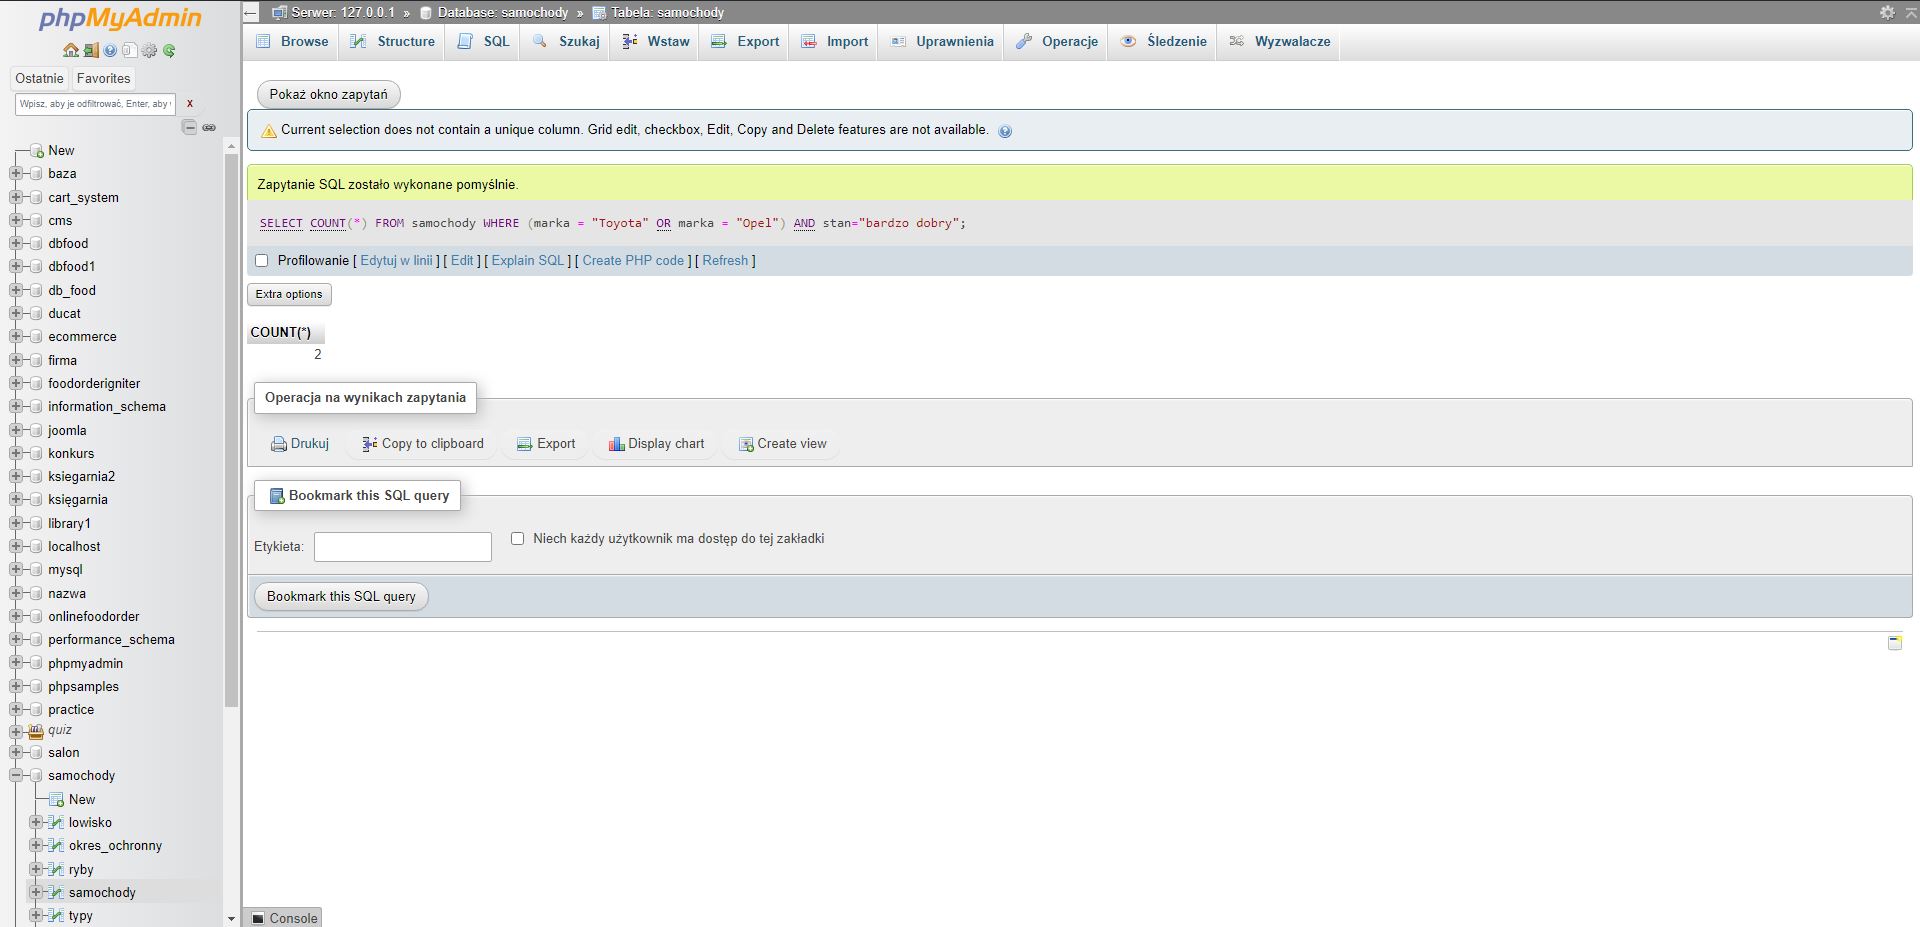 phpMyAdmin
Ostatnie Favorites
Wpisz, aby je odfiltrować, Enter, aby
X
New
baza
cart_system
cms
dbfood
dbfood1
db_food
ducat
ecommerce
firma
foodorderigniter
information_schema
joomla
konkurs
ksiegarnia2
księgarnia
library1
localhost
mysql
nazwa
onlinefoodorder
performance_schema
phpmyadmin
phpsamples
practice
quiz
salon
samochody
New
lowisko
okres_ochronny
ryby
samochody
typy
Serwer: 127.0.0.1 » Database: samochody » Tabela: samochody
Browse Structure SQL Szukaj Wstaw Export Import Uprawnienia Operacje Śledzenie Wyzwalacze
Pokaż okno zapytań
Current selection does not contain a unique column. Grid edit, checkbox, Edit, Copy and Delete features are not available.
Zapytanie SQL zostało wykonane pomyślnie.
SELECT COUNT(*) FROM samochody WHERE (marka = "Toyota" OR marka = "Opel") AND stan="bardzo dobry";
Profilowanie [ Edytuj w linii ] [ Edit ] [ Explain SQL ] [ Create PHP code ] [ Refresh ]
Extra options
COUNT(*)
2
Operacja na wynikach zapytania
Drukuj Copy to clipboard Export Display chart Create view
Bookmark this SQL query
Etykieta: Niech każdy użytkownik ma dostęp do tej zakładki
Bookmark this SQL query
Console